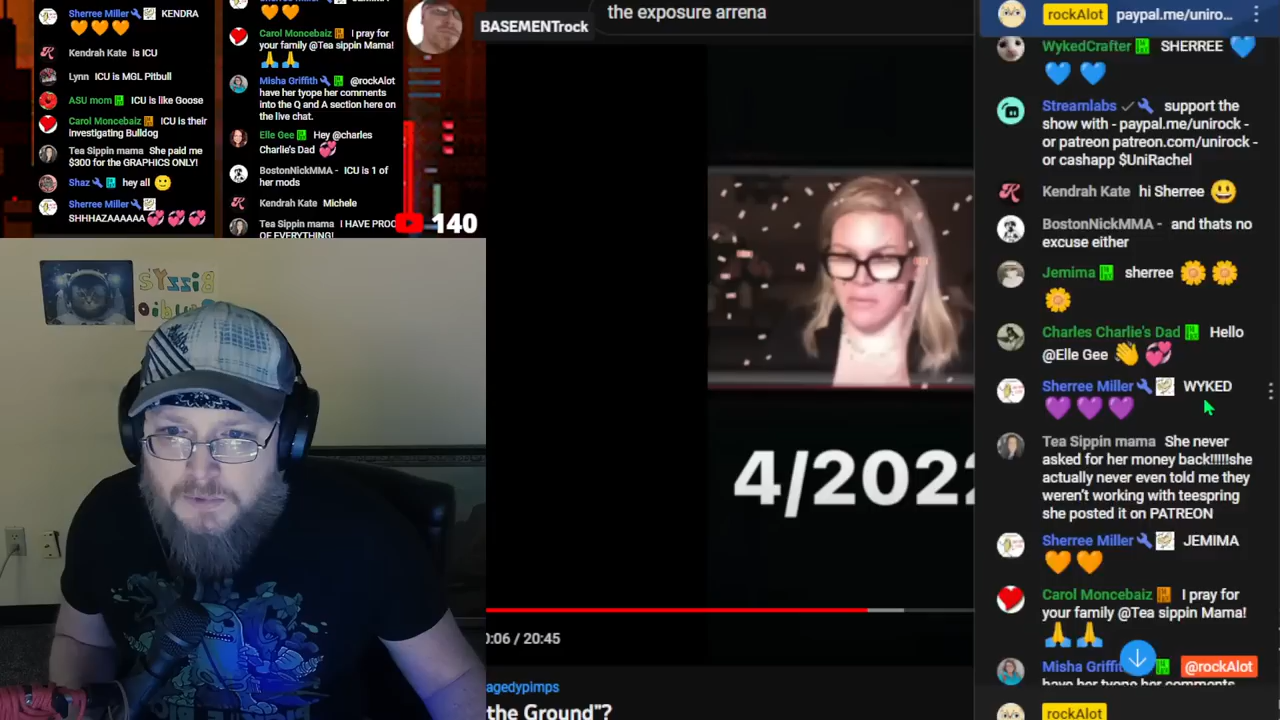 Sherree Miller KENDRA
Kendrah Kate is ICU
Lynn ICU is MGL Pitbull
ASU mom ICU is like Goose
Carol Moncebaiz ICU is their
Investigating Bulldog
Tea Sippin mama She paid me
$300 for the GRAPHICS ONLY!
Shaz hey all
Sherree Miller
SHHHAZAAAAA
Carol Moncebaiz I pray for
your family @Tea sippin Mama!
Misha Griffith @rockAlot
have her tyope her comments
into the Q and A section here on
the live chat.
Elle Gee Hey @charles
Charlie's Dad
BostonNickMMA - ICU is 1 of
her mods
Kendrah Kate Michele
Tea Sippin mama I HAVE PROO
OF EVERYTHING!
140
BASEMENTrock
the exposure arrena
4/2022
0:06 / 20:45
agedypimps
the Ground"?
rockAlot paypal.me/uniro...
WykedCrafter SHERREE
Streamlabs support the
show with - paypal.me/unirock -
or patreon patreon.com/unirock -
or cashapp $UniRachel
Kendrah Kate hi Sherree
BostonNickMMA - and thats no
excuse either
Jemima sherree
Charles Charlie's Dad Hello
@Elle Gee
Sherree Miller WYKED
Tea Sippin mama She never
asked for her money back!!!!!she
actually never even told me they
weren't working with teespring
she posted it on PATREON
Sherree Miller JEMIMA
Carol Moncebaiz I pray for
your family @Tea sippin Mama!
Misha Griffit @rockAlot
have her tyope her comments
rockAlot